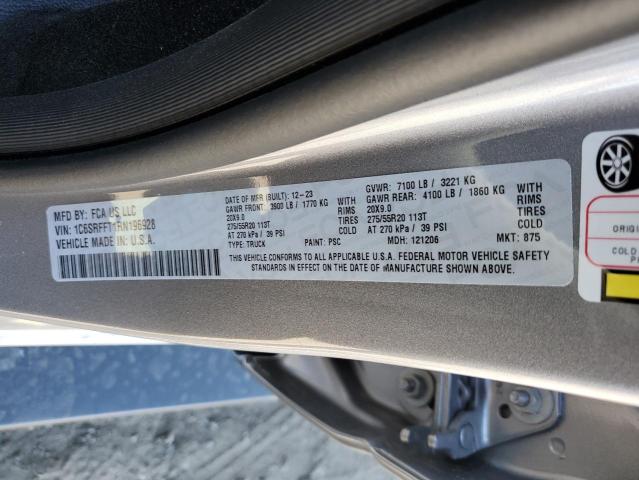 MFD BY: FCA US LLC
VIN: 1C6SRFFT1RN196928
VEHICLE MADE IN U.S.A.
DATE OF MFR (BUILT): 12-23
GAWR FRONT: 3900 LB / 1770 KG WITH
20X9.0 RIMS
275/55R20 113T TIRES
AT 270 kPa / 39 PSI COLD
TYPE: TRUCK PAINT: PSC
GVWR: 7100 LB / 3221 KG
GAWR REAR: 4100 LB / 1860 KG WITH
20X9.0 RIMS
275/55R20 113T TIRES
AT 270 kPa / 39 PSI COLD
MDH: 121206 MKT: 875
THIS VEHICLE CONFORMS TO ALL APPLICABLE U.S.A. FEDERAL MOTOR VEHICLE SAFETY
STANDARDS IN EFFECT ON THE DATE OF MANUFACTURE SHOWN ABOVE.
COLD